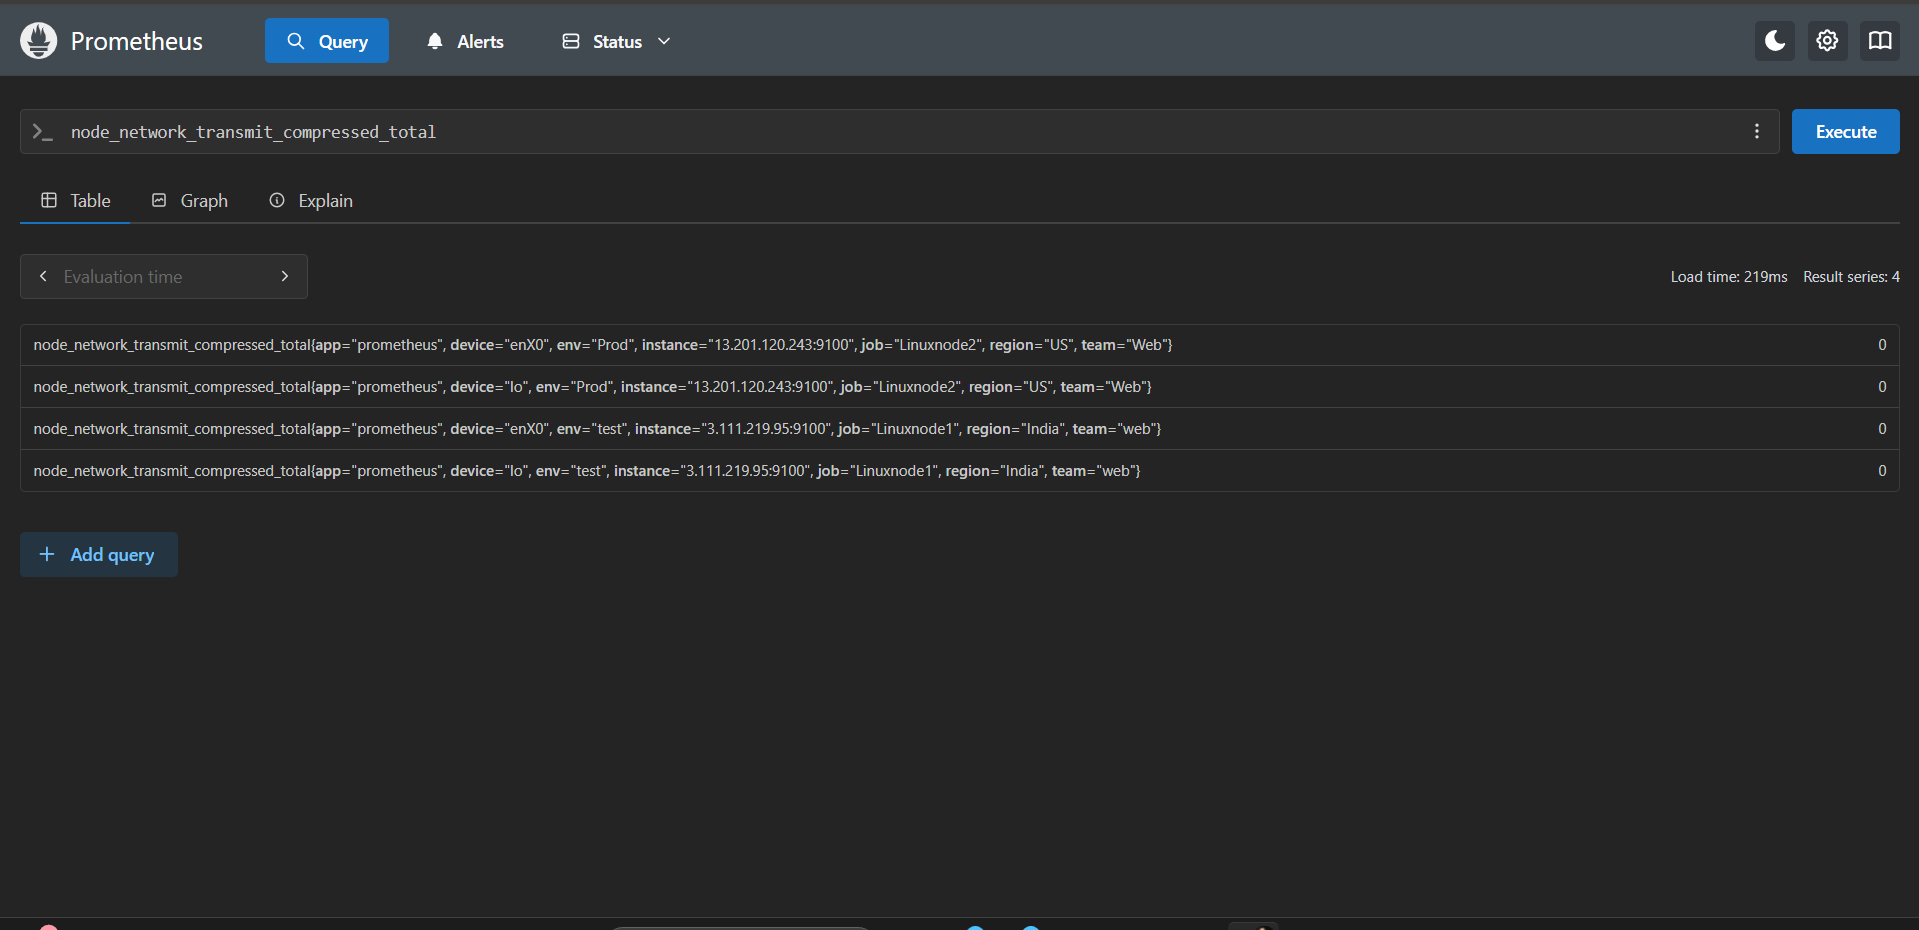 Prometheus Query Alerts Status
node_network_transmit_compressed_total Execute
Table Graph Explain
Evaluation time Load time: 219ms Result series: 4
node_network_transmit_compressed_total{app="prometheus", device="enX0", env="Prod", instance="13.201.120.243:9100", job="Linuxnode2", region="US", team="Web"} 0
node_network_transmit_compressed_total{app="prometheus", device="lo", env="Prod", instance="13.201.120.243:9100", job="Linuxnode2", region="US", team="Web"} 0
node_network_transmit_compressed_total{app="prometheus", device="enX0", env="test", instance="3.111.219.95:9100", job="Linuxnode1", region="India", team="web"} 0
node_network_transmit_compressed_total{app="prometheus", device="lo", env="test", instance="3.111.219.95:9100", job="Linuxnode1", region="India", team="web"} 0
Add query